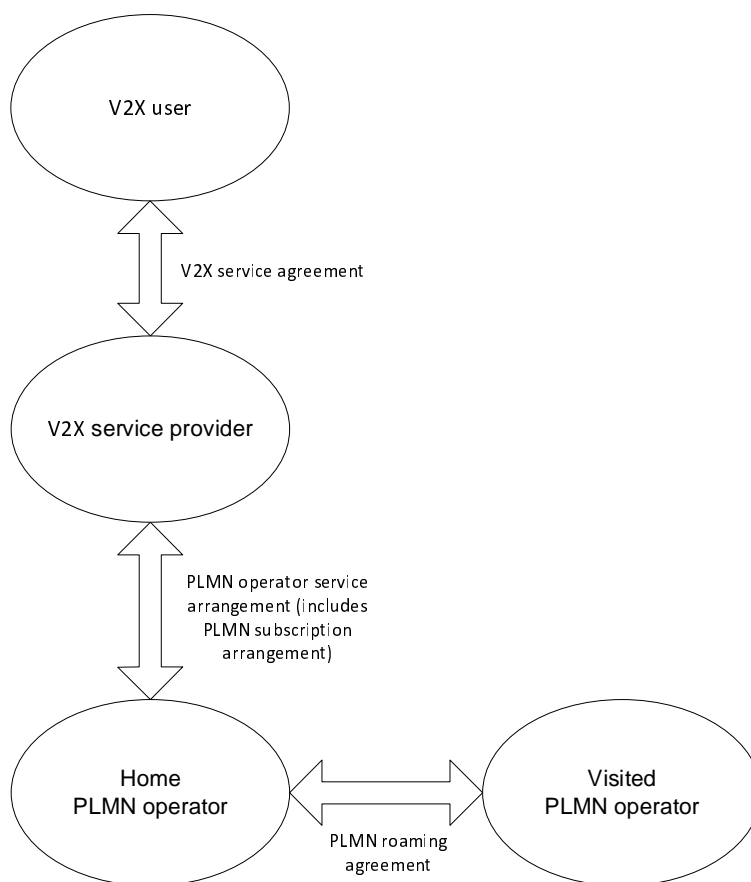 V2X user
V2X service agreement
V2X service provider
PLMN operator service
arrangement (includes
PLMN subscription
arrangement)
Home
PLMN operator
Visited
PLMN operator
PLMN roaming
agreement